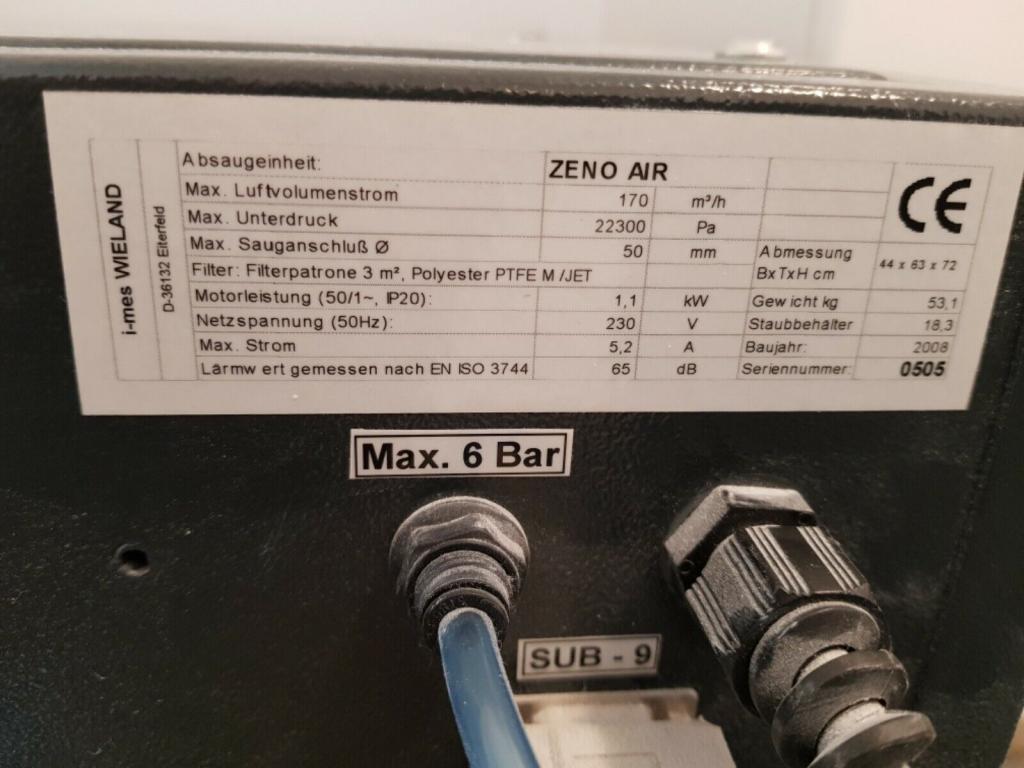 i-mes WIELAND
D-36132 Eiterfeld
Absaugeinheit: ZENO AIR CE
Max. Luftvolumenstrom 170 m³/h
Max. Unterdruck 22300 Pa
Max. Sauganschluß Ø 50 mm Abmessung
BxTxH cm 44 x 63 x 72
Filter: Filterpatrone 3 m², Polyester PTFE M /JET
Motorleistung (50/1~, IP20): 1,1 kW Gew icht kg 53,1
Netzspannung (50Hz): 230 V Staubbehälter 18,3
Max. Strom 5,2 A Baujahr: 2008
Lärmw ert gemessen nach EN ISO 3744 65 dB Seriennummer: 0505
Max. 6 Bar
SUB - 9